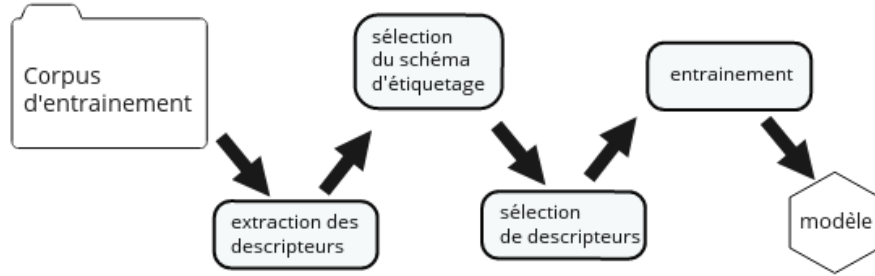 Corpus
d'entrainement
extraction des
descripteurs
sélection
du schéma
d'étiquetage
sélection
de descripteurs
entrainement
modèle